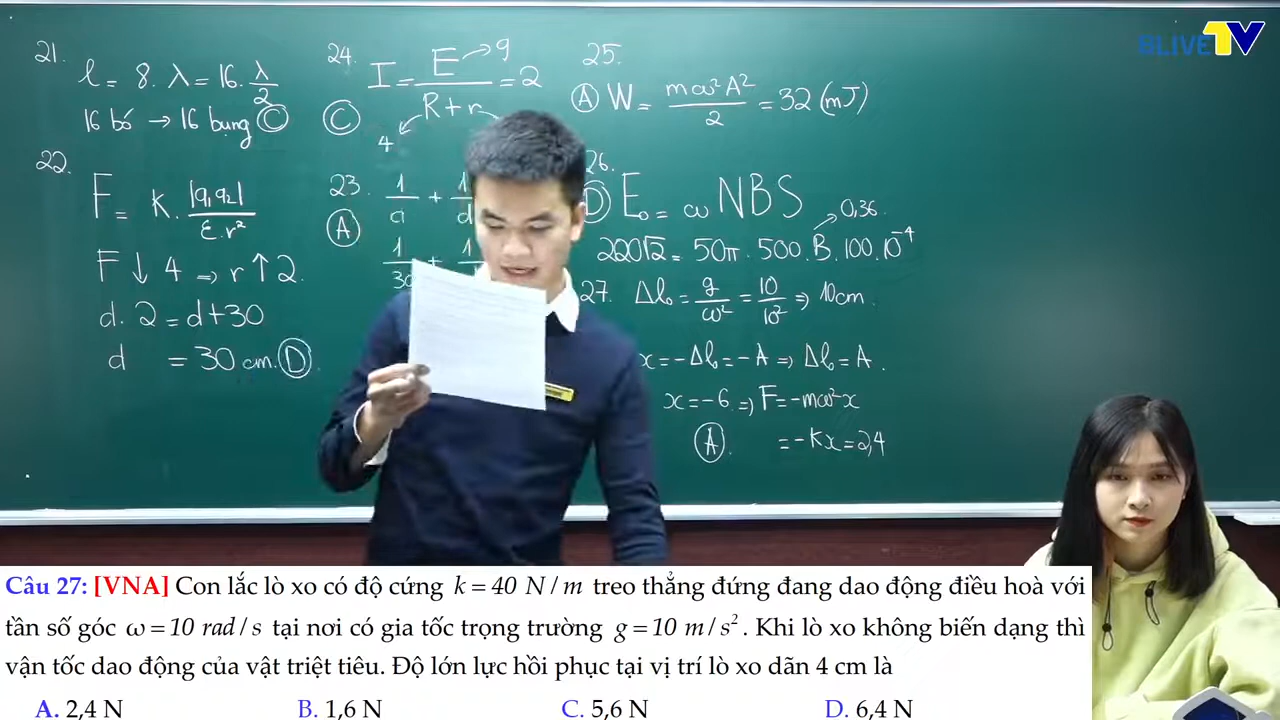 BLIVE TV
21.
l = 8.λ = 16.λ/2
16 bó → 16 bụng Ⓒ
22.
F = k.|q₁q₂|/ε.r²
F ↓ 4 → r ↑ 2.
d.2 = d+30
d = 30 cm. Ⓓ
24.
I = E/(R+r) = 2
9
4
Ⓒ
23.
1/d + 1
Ⓐ
1/30
25.
Ⓐ W = mω²A²/2 = 32 (mJ)
26.
Ⓓ E₀ = ω NBS
0,36
220√2 = 50π.500.B.100.10⁻⁴
27. Δl₀ = g/ω² = 10/10² ⇒ 10cm.
x = -Δl₀ = -A ⇒ Δl₀ = A.
x = -6 ⇒ F = -mω²x
Ⓐ. = -Kx = 2,4
Câu 27: [VNA] Con lắc lò xo có độ cứng k = 40 N/m treo thẳng đứng đang dao động điều hoà với
tần số góc ω = 10 rad/s tại nơi có gia tốc trọng trường g = 10 m/s². Khi lò xo không biến dạng thì
vận tốc dao động của vật triệt tiêu. Độ lớn lực hồi phục tại vị trí lò xo dãn 4 cm là
A. 2,4 N B. 1,6 N C. 5,6 N D. 6,4 N